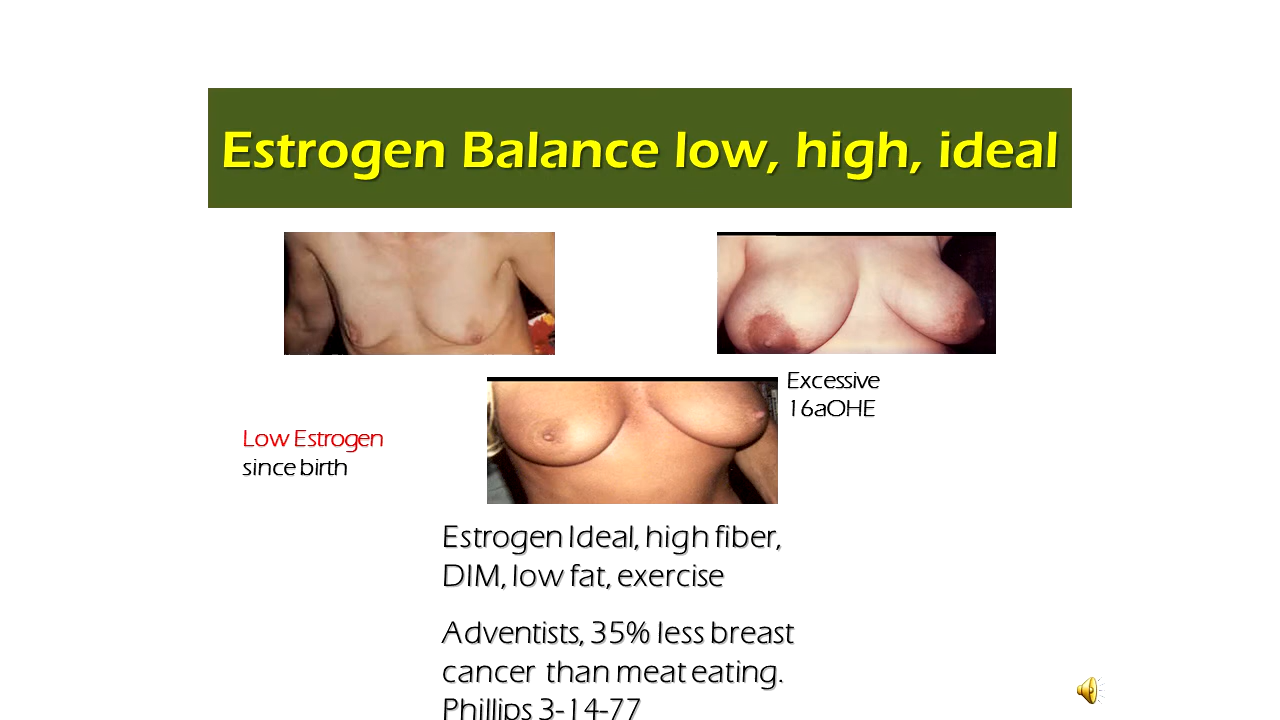 Estrogen Balance low, high, ideal
Excessive
16aOHE
Low Estrogen
since birth
Estrogen Ideal, high fiber,
DIM, low fat, exercise
Adventists, 35% less breast
cancer than meat eating.
Phillips 3-14-77